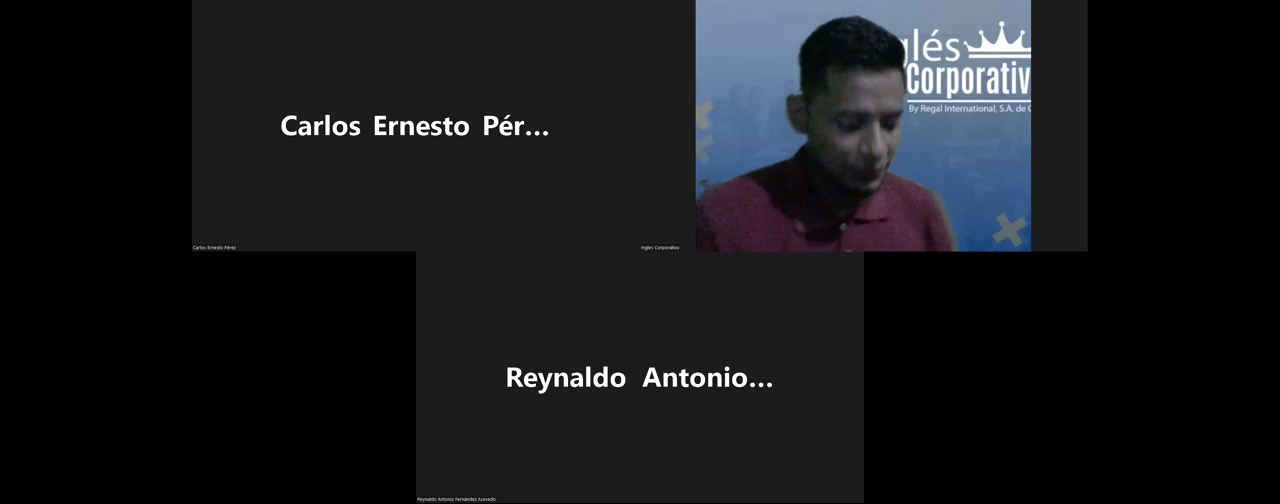 Carlos Ernesto Pér...
Carlos Ernesto Pérez
glés
Corporativ
By Regal International, S.A. de C
Ingles Corporativo
Reynaldo Antonio...
Reynaldo Antonio Fernández Acevedo